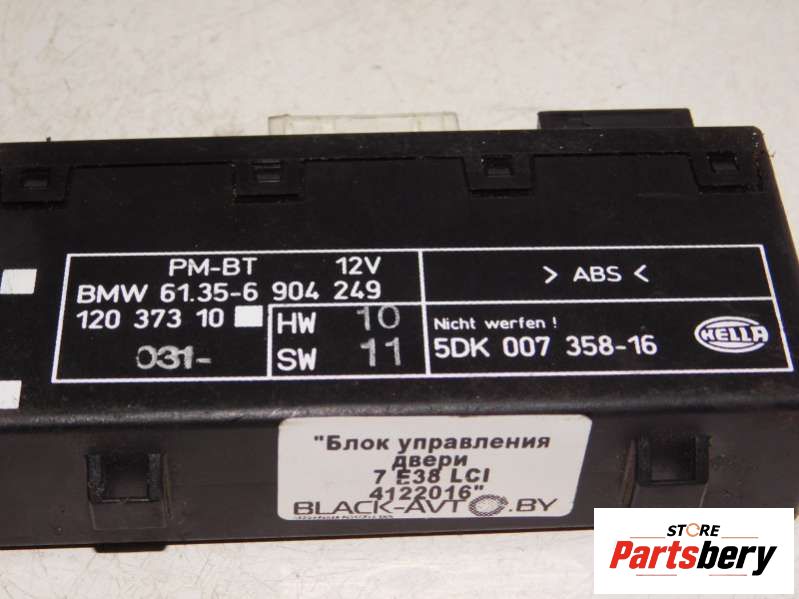 PM-BT 12V
BMW 61.35-6 904 249
120 373 10
031-
HW 10
SW 11
> ABS <
Nicht werfen !
5DK 007 358-16
HELLA
"Блок управления
двери
7 E38 LCI
4122016"
BLACK-AVTO.BY
STORE
Partsbery